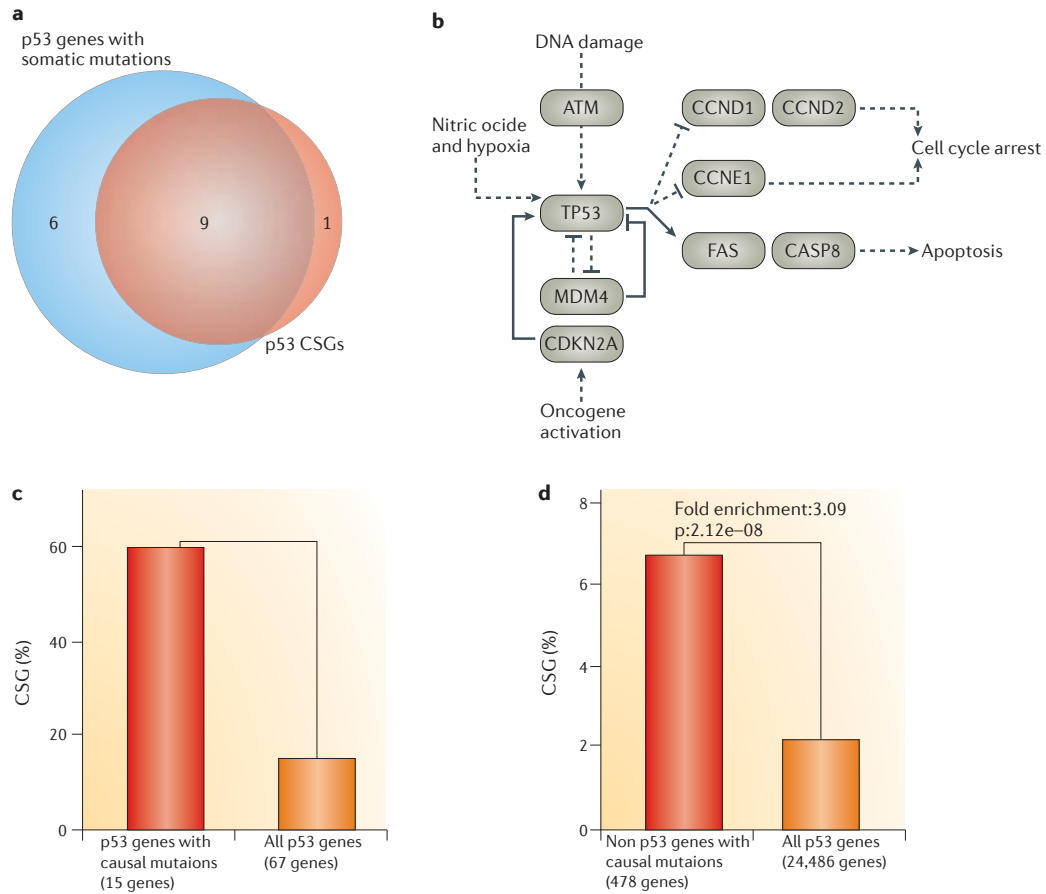 a
p53 genes with
somatic mutations
6
9
1
p53 CSGs
b
DNA damage
ATM
CCND1
CCND2
Nitric ocide
and hypoxia
Cell cycle arrest
CCNE1
TP53
FAS
CASP8
Apoptosis
MDM4
CDKN2A
Oncogene
activation
c
60
40
20
0
CSG (%)
p53 genes with
causal mutaions
(15 genes)
All p53 genes
(67 genes)
d
8
6
4
2
0
CSG (%)
Fold enrichment:3.09
p:2.12e–08
Non p53 genes with
causal mutaions
(478 genes)
All p53 genes
(24,486 genes)